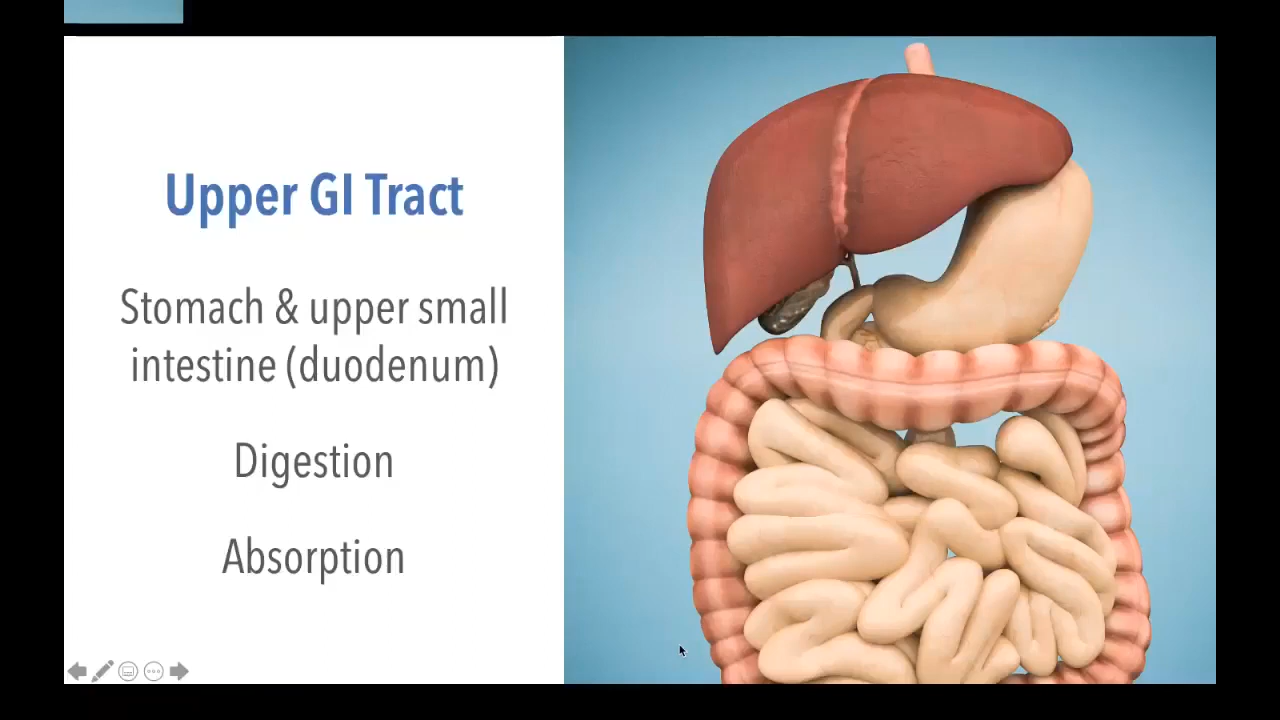 Upper GI Tract
Stomach & upper small
intestine (duodenum)
Digestion
Absorption